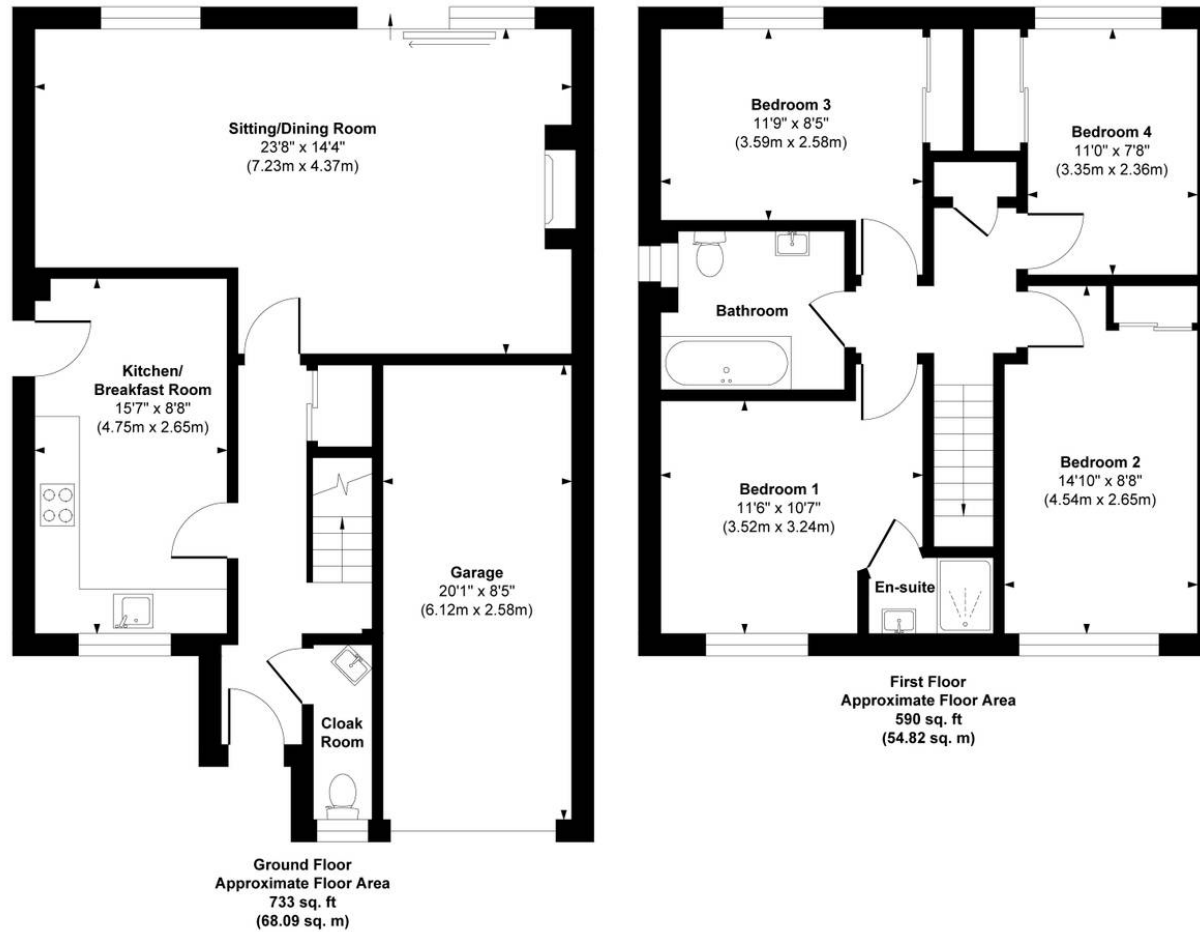 Sitting/Dining Room
23'8" x 14'4"
(7.23m x 4.37m)
Kitchen/
Breakfast Room
15'7" x 8'8"
(4.75m x 2.65m)
Garage
20'1" x 8'5"
(6.12m x 2.58m)
Cloak
Room
Ground Floor
Approximate Floor Area
733 sq. ft
(68.09 sq. m)
Bedroom 3
11'9" x 8'5"
(3.59m x 2.58m)
Bedroom 4
11'0" x 7'8"
(3.35m x 2.36m)
Bathroom
Bedroom 1
11'6" x 10'7"
(3.52m x 3.24m)
Bedroom 2
14'10" x 8'8"
(4.54m x 2.65m)
En-suite
First Floor
Approximate Floor Area
590 sq. ft
(54.82 sq. m)